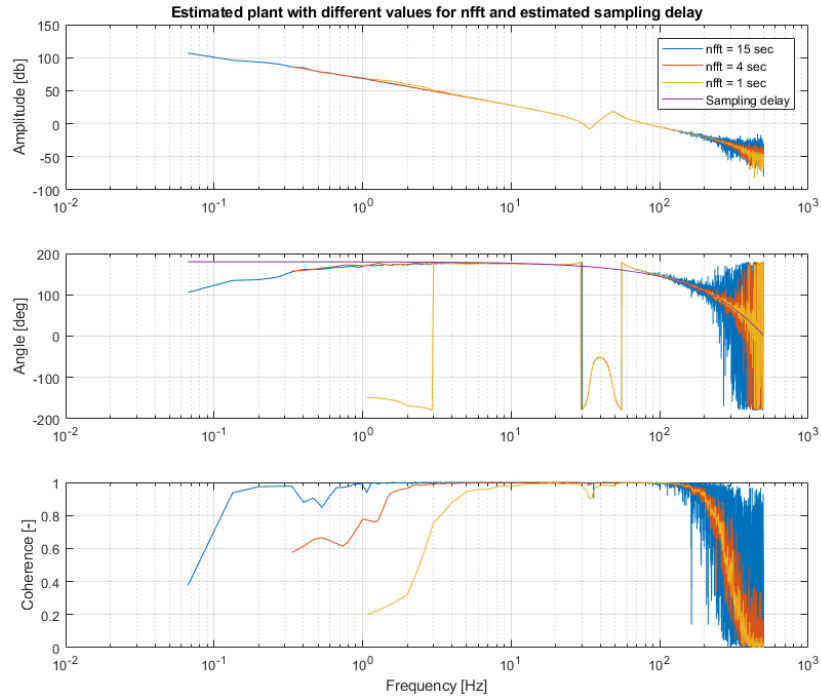 Estimated plant with different values for nfft and estimated sampling delay
150
100
50
0
-50
-100
Amplitude [db]
nfft = 15 sec
nfft = 4 sec
nfft = 1 sec
Sampling delay
10^-2 10^-1 10^0 10^1 10^2 10^3
200
100
0
-100
-200
Angle [deg]
10^-2 10^-1 10^0 10^1 10^2 10^3
1
0.8
0.6
0.4
0.2
0
Coherence [-]
10^-2 10^-1 10^0 10^1 10^2 10^3
Frequency [Hz]